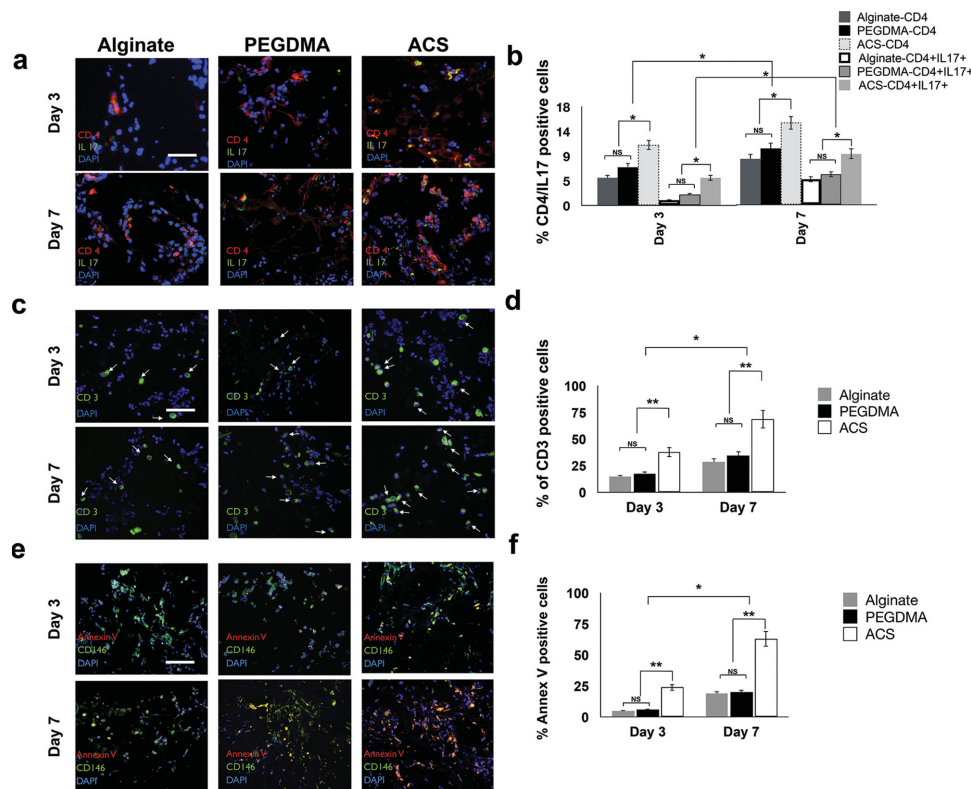 Alginate PEGDMA ACS
a
Day 3
CD 4
IL 17
DAPI
CD 4
IL 17
DAPI
CD 4
IL 17
DAPI
Day 7
CD 4
IL 17
DAPI
CD 4
IL 17
DAPI
CD 4
IL 17
DAPI
b
Alginate-CD4
PEGDMA-CD4
ACS-CD4
Alginate-CD4+IL17+
PEGDMA-CD4+IL17+
ACS-CD4+IL17+
% CD4/IL17 positive cells
18
15
12
9
6
5
0
*
*
*
*
NS
NS
*
*
NS
NS
Day 3
Day 7
c
Day 3
CD 3
DAPI
CD 3
DAPI
CD 3
DAPI
Day 7
CD 3
DAPI
CD 3
DAPI
CD 3
DAPI
d
% of CD3 positive cells
100
75
50
25
0
*
**
**
NS
NS
Day 3 Day 7
Alginate
PEGDMA
ACS
e
Day 3
Annexin V
CD146
DAPI
Annexin V
CD146
DAPI
Annexin V
CD146
DAPI
Day 7
Annexin V
CD146
DAPI
Annexin V
CD146
DAPI
Annexin V
CD146
DAPI
f
% Annex V positive cells
100
75
50
25
0
*
**
**
NS
NS
Day 3 Day 7
Alginate
PEGDMA
ACS